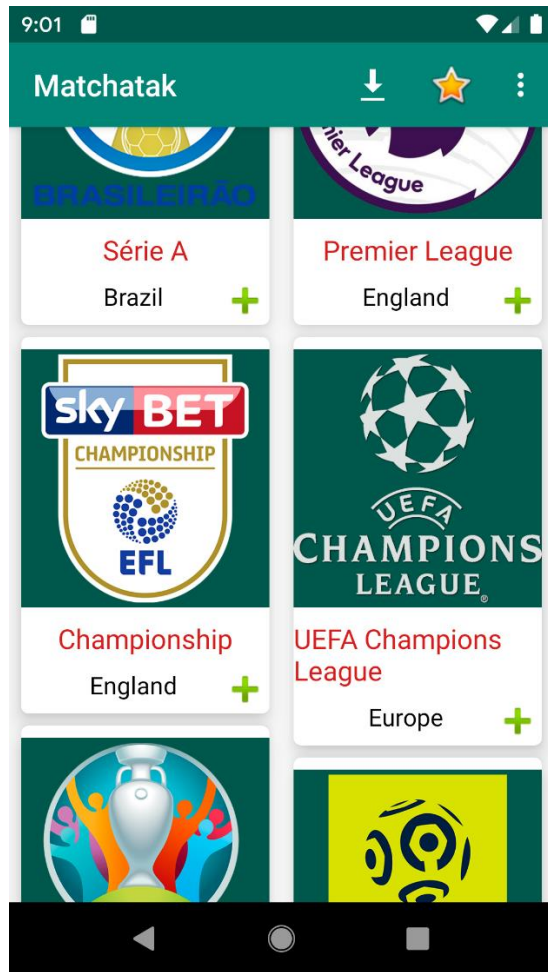 9:01
Matchatak
BRASILEIRÃO
Premier League
Série A
Brazil
Premier League
England
sky BET
CHAMPIONSHIP
EFL
UEFA
CHAMPIONS
LEAGUE®
Championship
England
UEFA Champions
League
Europe